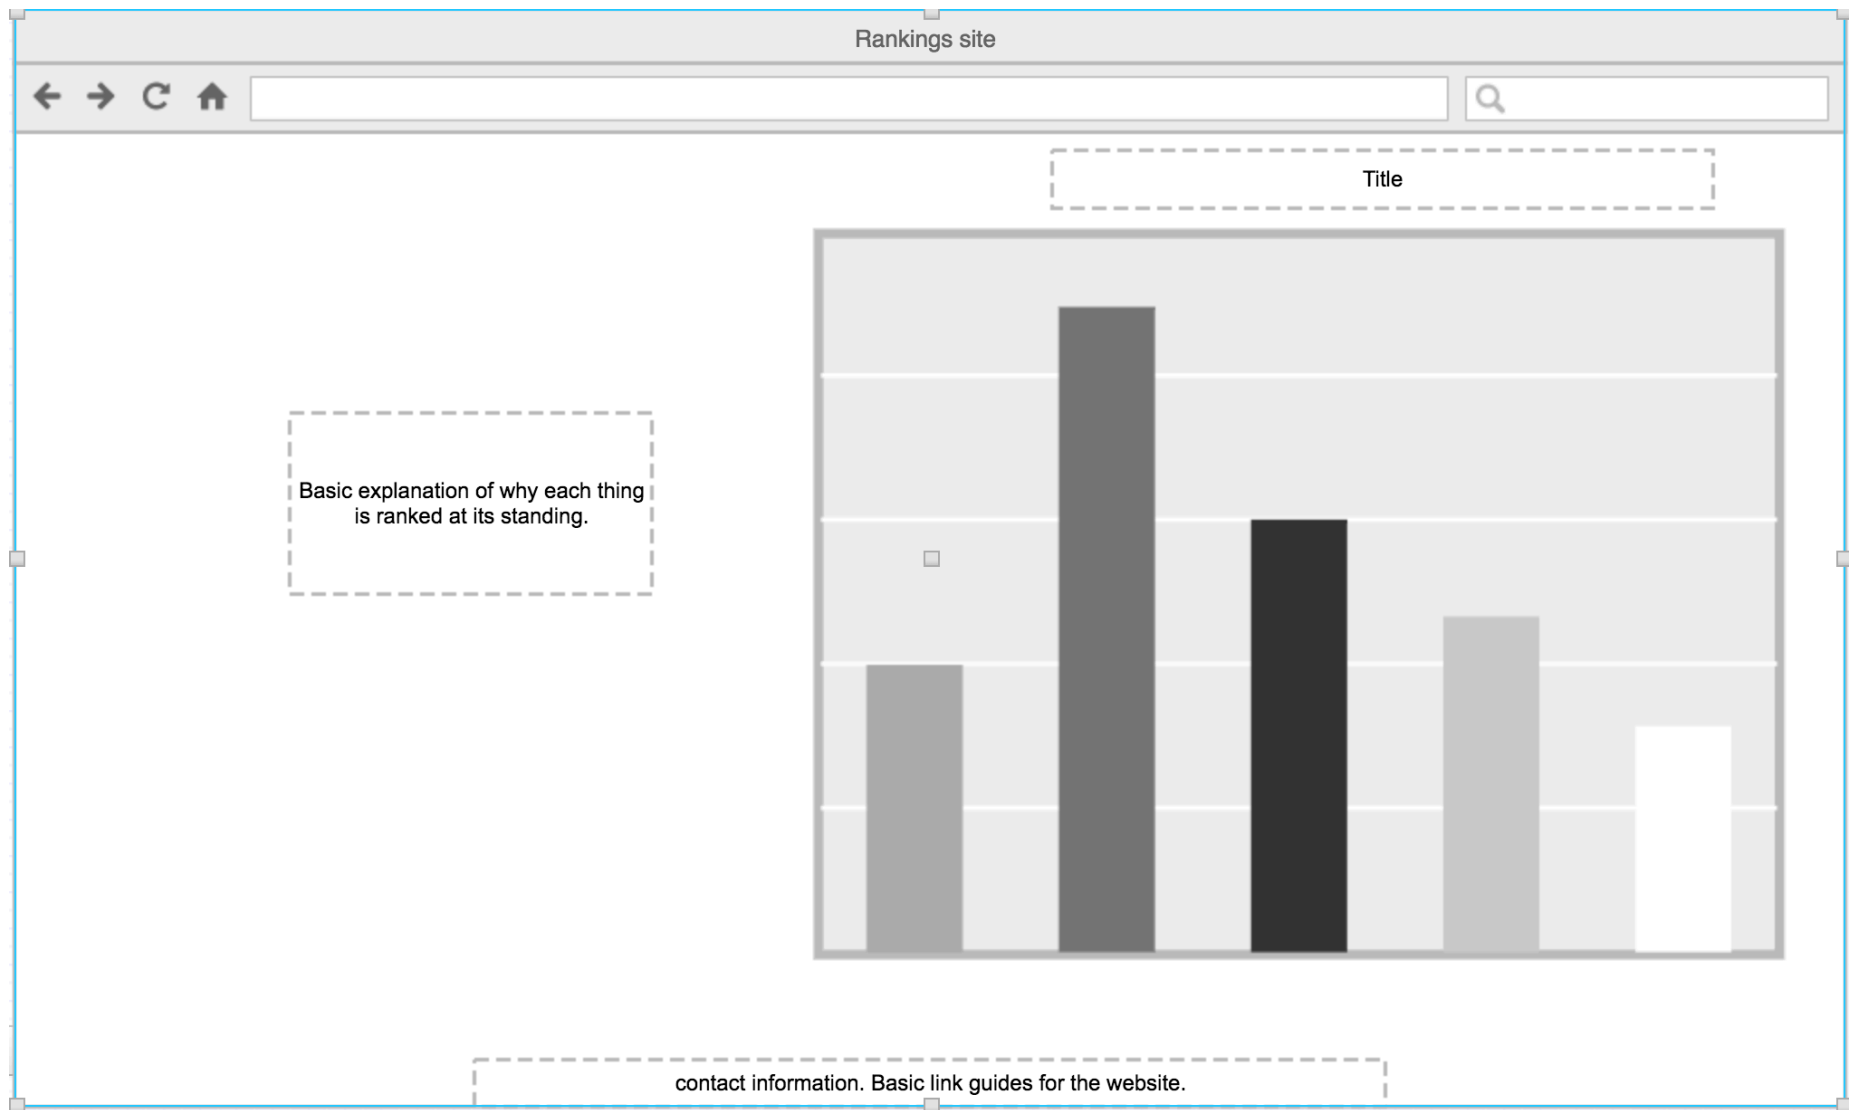 Rankings site
Title
Basic explanation of why each thing
is ranked at its standing.
contact information. Basic link guides for the website.